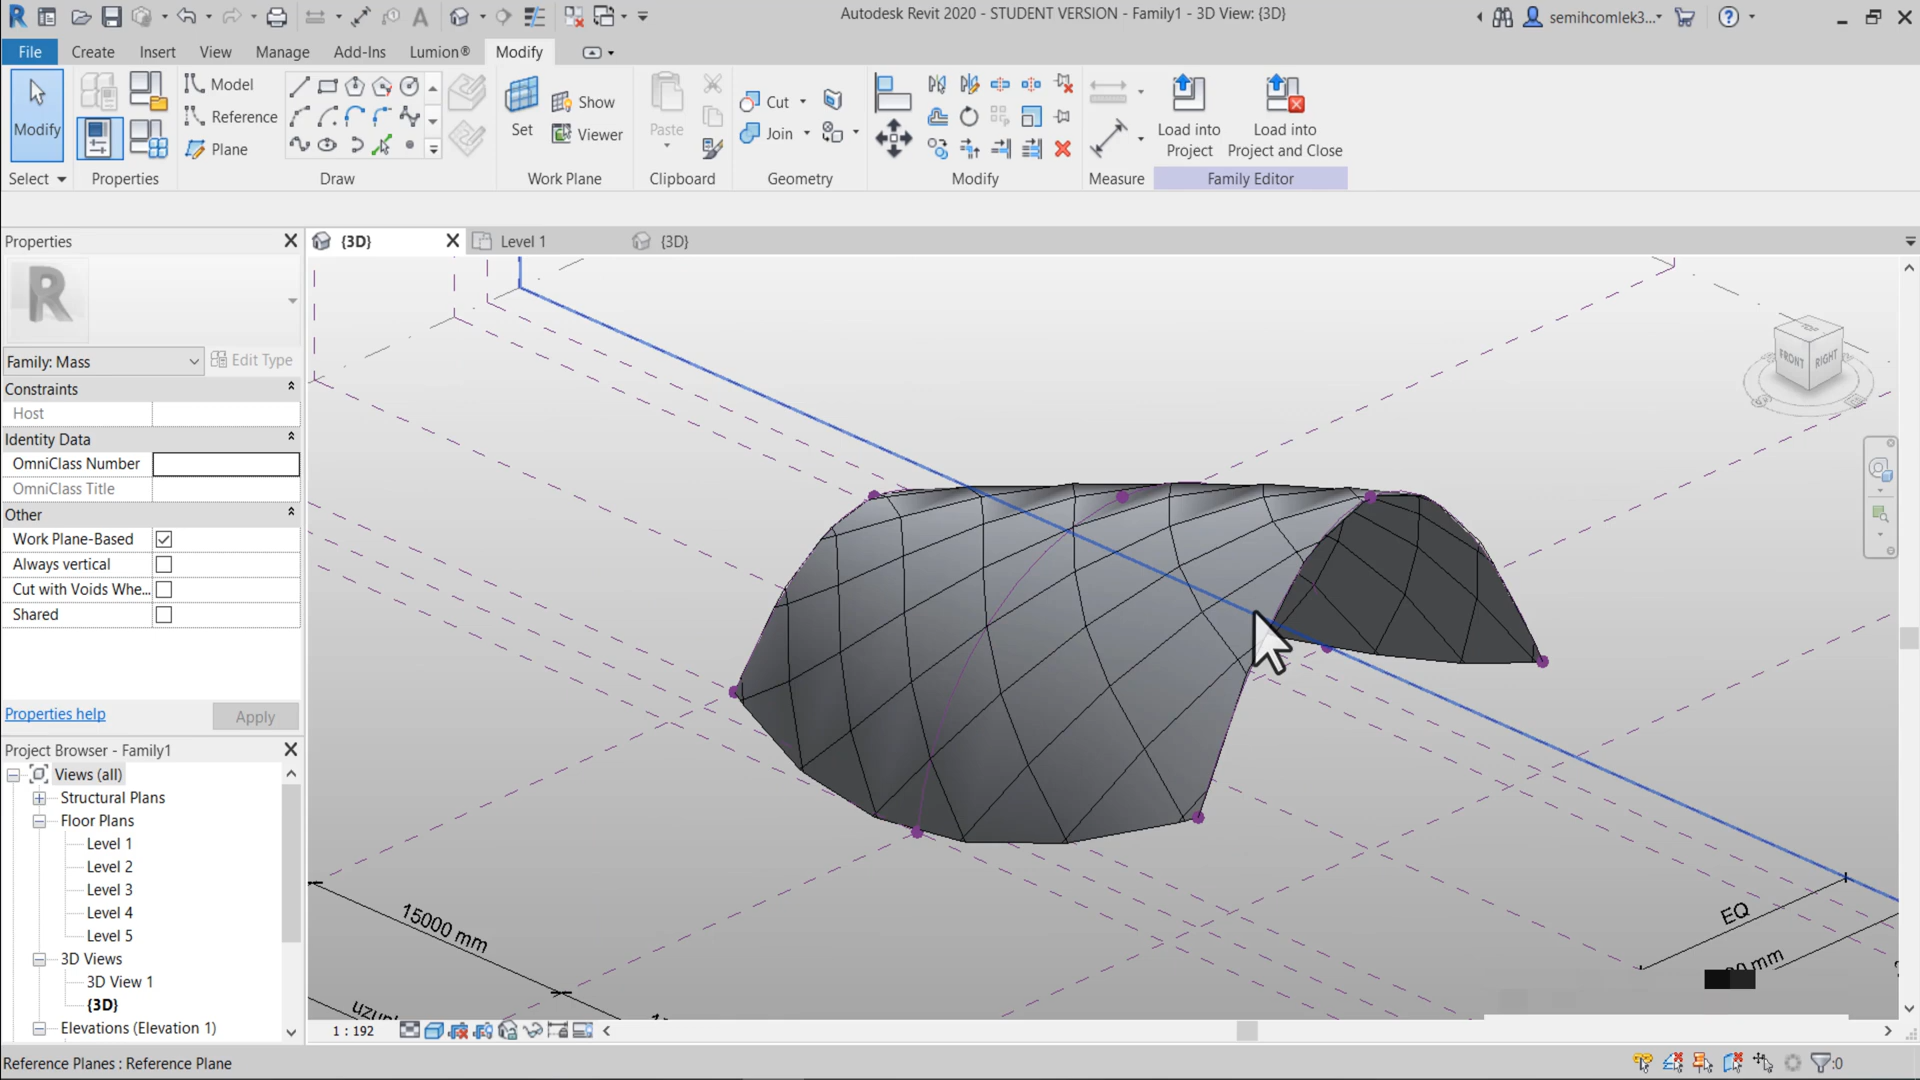 Autodesk Revit 2020 - STUDENT VERSION - Family1 - 3D View: {3D}
semihcomlek3...
File
Create
Insert
View
Manage
Add-Ins
Lumion®
Modify
Modify
Select
Properties
Model
Reference
Plane
Draw
Set
Show
Viewer
Work Plane
Paste
Clipboard
Cut
Join
Geometry
Modify
Measure
Load into
Project
Load into
Project and Close
Family Editor
Properties
{3D}
Level 1
{3D}
R
Family: Mass
Edit Type
Constraints
Host
Identity Data
OmniClass Number
OmniClass Title
Other
Work Plane-Based
Always vertical
Cut with Voids Whe...
Shared
Properties help
Apply
Project Browser - Family1
Views (all)
Structural Plans
Floor Plans
Level 1
Level 2
Level 3
Level 4
Level 5
3D Views
3D View 1
{3D}
Elevations (Elevation 1)
FRONT
RIGHT
15000 mm
EQ
mm
1 : 192
:0
Reference Planes : Reference Plane